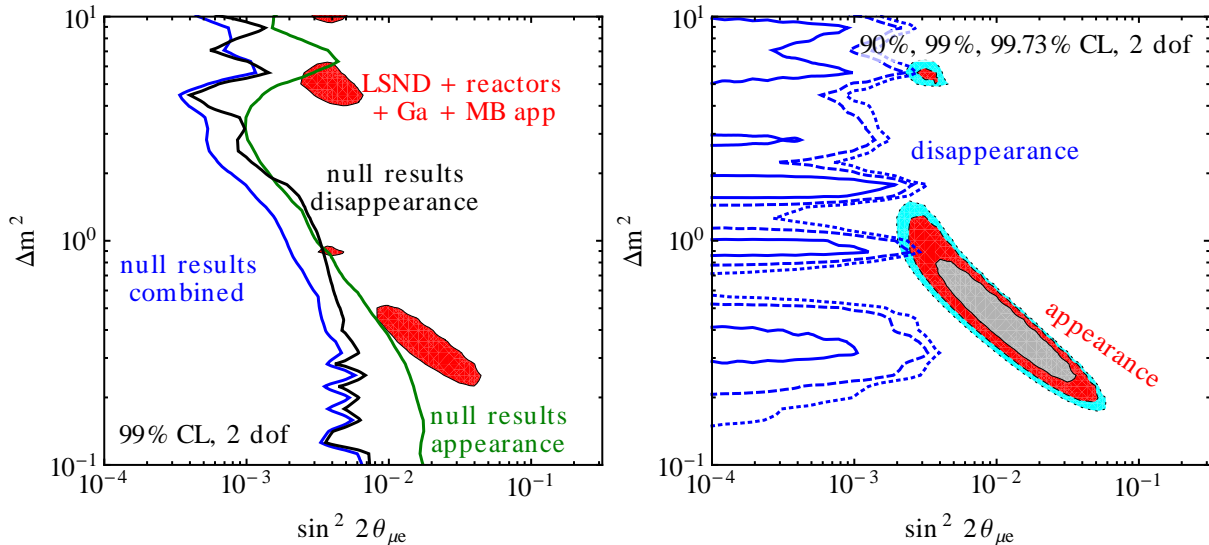 10^1
10^0
10^-1
Δm^2
LSND + reactors
+ Ga + MB app
null results
disappearance
null results
combined
null results
appearance
99% CL, 2 dof
10^-4 10^-3 10^-2 10^-1
sin^2 2θ_μe
10^1
10^0
10^-1
Δm^2
90%, 99%, 99.73% CL, 2 dof
disappearance
appearance
10^-4 10^-3 10^-2 10^-1
sin^2 2θ_μe